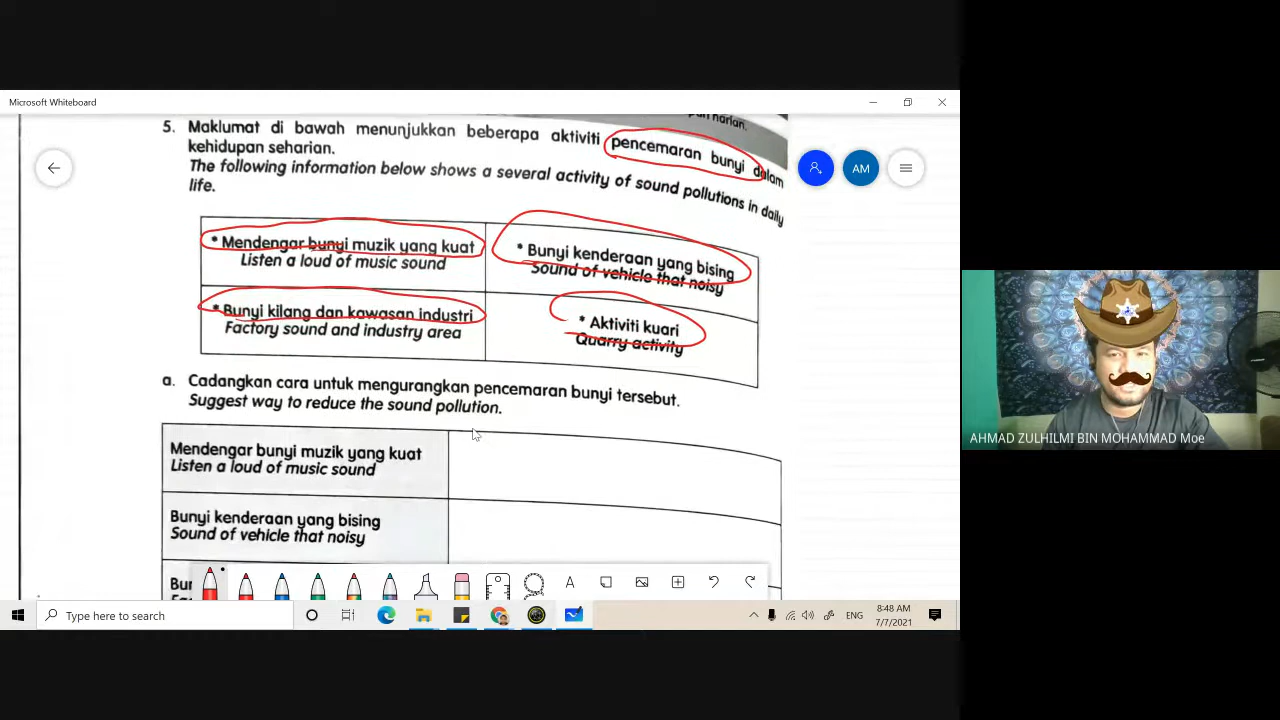 Microsoft Whiteboard
5. Maklumat di bawah menunjukkan beberapa aktiviti pencemaran bunyi dalam
kehidupan seharian.
The following information below shows a several activity of sound pollutions in daily
life.
* Mendengar bunyi muzik yang kuat
Listen a loud of music sound
* Bunyi kenderaan yang bising
Sound of vehicle that noisy
* Bunyi kilang dan kawasan industri
Factory sound and industry area
* Aktiviti kuari
Quarry activity
a. Cadangkan cara untuk mengurangkan pencemaran bunyi tersebut.
Suggest way to reduce the sound pollution.
Mendengar bunyi muzik yang kuat
Listen a loud of music sound
Bunyi kenderaan yang bising
Sound of vehicle that noisy
AM
AHMAD ZULHILMI BIN MOHAMMAD Moe
A
Type here to search
ENG
8:48 AM
7/7/2021